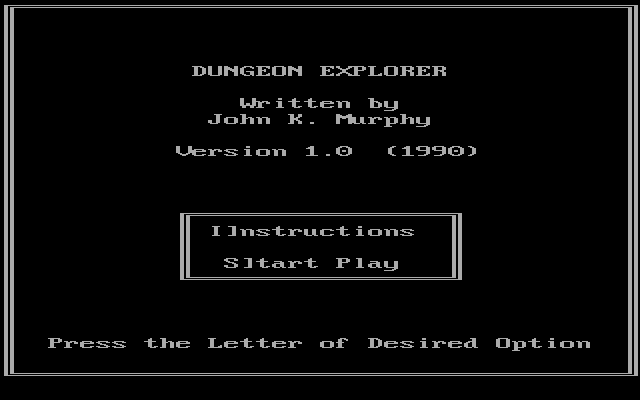 DUNGEON EXPLORER
Written by
John K. Murphy
Version 1.0 (1990)
I]nstructions
S]tart Play
Press the Letter of Desired Option